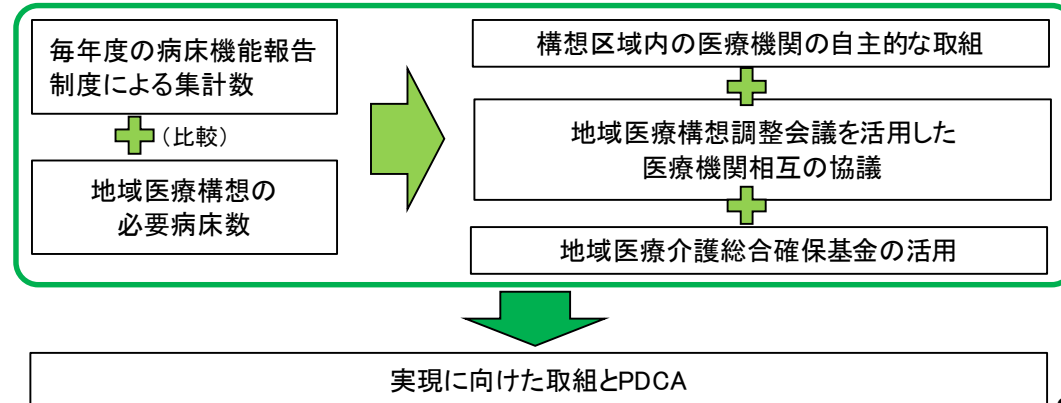 毎年度の病床機能報告
制度による集計数
（比較）
地域医療構想の
必要病床数
構想区域内の医療機関の自主的な取組
地域医療構想調整会議を活用した
医療機関相互の協議
地域医療介護総合確保基金の活用
実現に向けた取組とPDCA